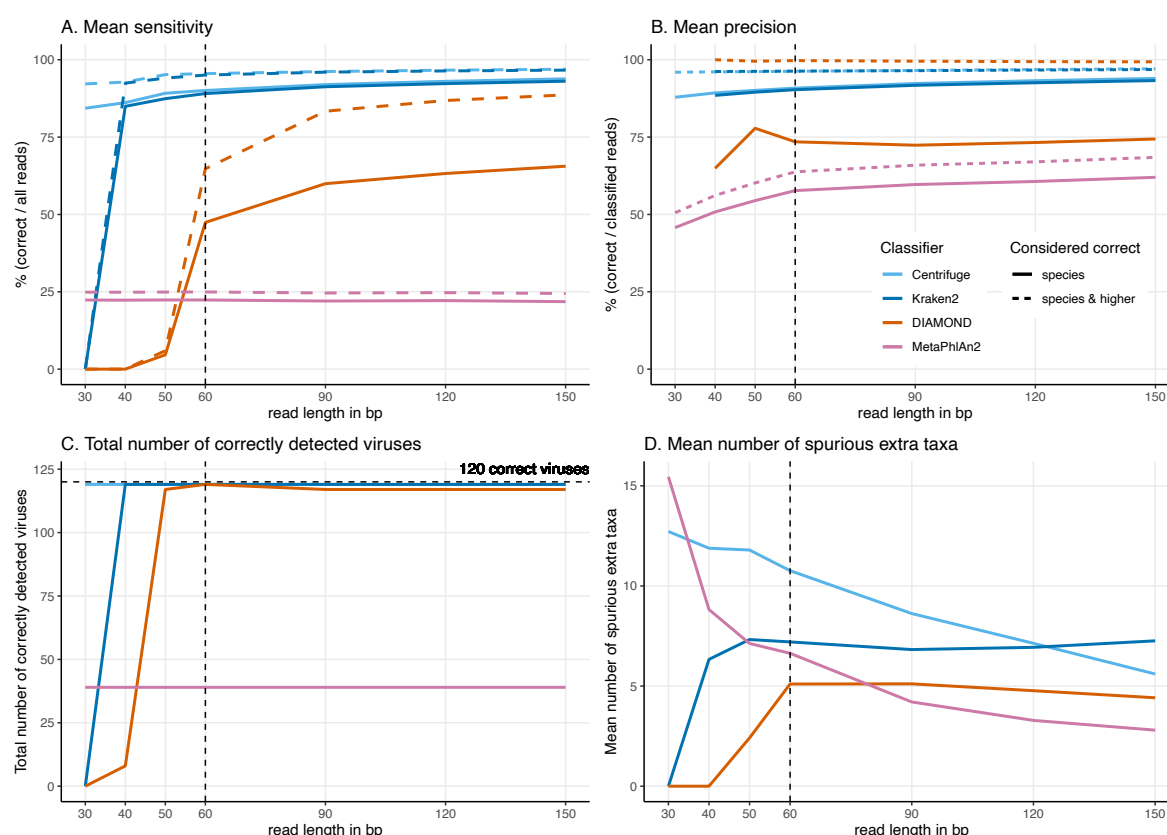 A. Mean sensitivity
100
75
50
25
0
% (correct / all reads)
30 40 50 60 90 120 150
read length in bp
B. Mean precision
100
75
50
25
0
% (correct / classified reads)
Classifier
Centrifuge
Kraken2
DIAMOND
MetaPhlAn2
Considered correct
species
species & higher
30 40 50 60 90 120 150
read length in bp
C. Total number of correctly detected viruses
120 correct viruses
125
100
75
50
25
0
Total number of correctly detected viruses
30 40 50 60 90 120 150
read length in bp
D. Mean number of spurious extra taxa
15
10
5
0
Mean number of spurious extra taxa
30 40 50 60 90 120 150
read length in bp